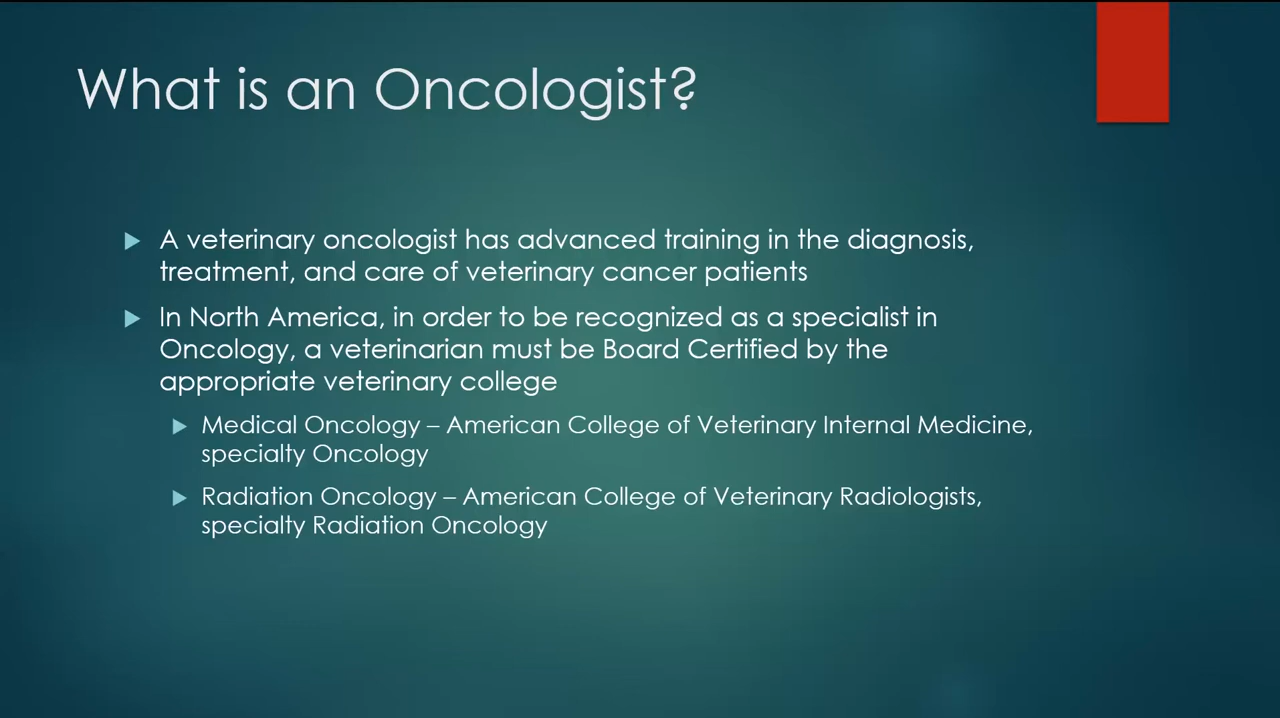 What is an Oncologist?
A veterinary oncologist has advanced training in the diagnosis,
treatment, and care of veterinary cancer patients
In North America, in order to be recognized as a specialist in
Oncology, a veterinarian must be Board Certified by the
appropriate veterinary college
Medical Oncology – American College of Veterinary Internal Medicine,
specialty Oncology
Radiation Oncology – American College of Veterinary Radiologists,
specialty Radiation Oncology